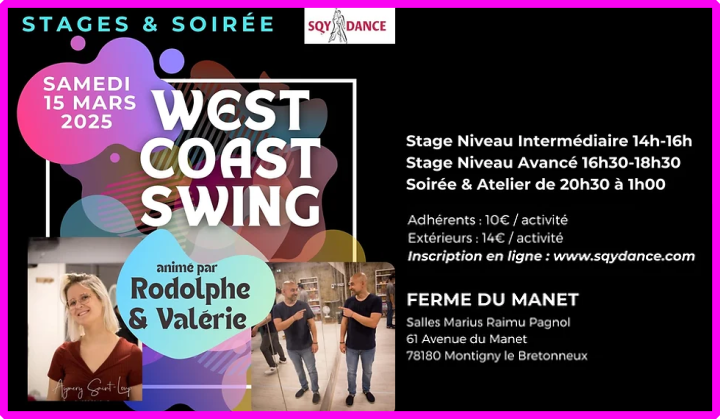 STAGES & SOIRÉE
SQY DANCE
SAMEDI
15 MARS
2025
WEST
COAST
SWING
animé par
Rodolphe
& Valérie
Aymery Saint-Loup
Stage Niveau Intermédiaire 14h-16h
Stage Niveau Avancé 16h30-18h30
Soirée & Atelier de 20h30 à 1h00
Adhérents : 10€ / activité
Extérieurs : 14€ / activité
Inscription en ligne : www.sqydance.com
FERME DU MANET
Salles Marius Raimu Pagnol
61 Avenue du Manet
78180 Montigny le Bretonneux